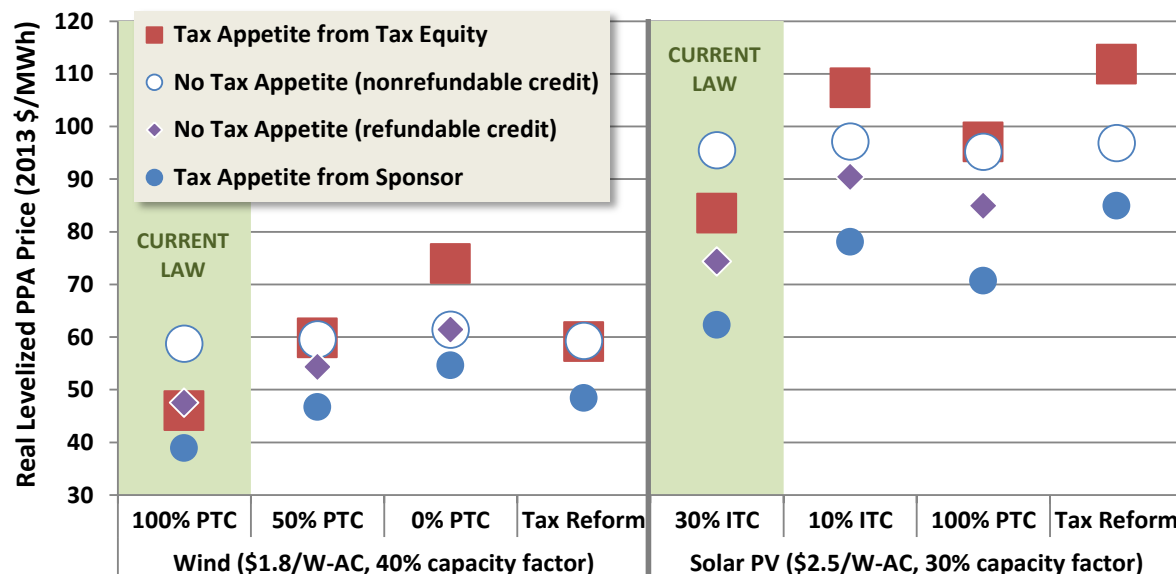 Real Levelized PPA Price (2013 $/MWh)
120
110
100
90
80
70
60
50
40
30
Tax Appetite from Tax Equity
No Tax Appetite (nonrefundable credit)
No Tax Appetite (refundable credit)
Tax Appetite from Sponsor
CURRENT
LAW
CURRENT
LAW
100% PTC 50% PTC 0% PTC Tax Reform 30% ITC 10% ITC 100% PTC Tax Reform
Wind ($1.8/W-AC, 40% capacity factor) Solar PV ($2.5/W-AC, 30% capacity factor)